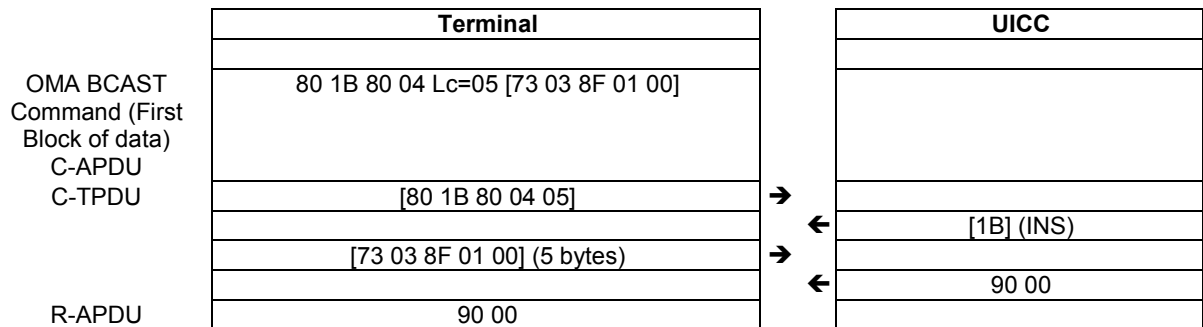 Terminal UICC
OMA BCAST 80 1B 80 04 Lc=05 [73 03 8F 01 00]
Command (First
Block of data)
C-APDU
C-TPDU [80 1B 80 04 05] ➔
🡸 [1B] (INS)
[73 03 8F 01 00] (5 bytes) ➔
🡸 90 00
R-APDU 90 00